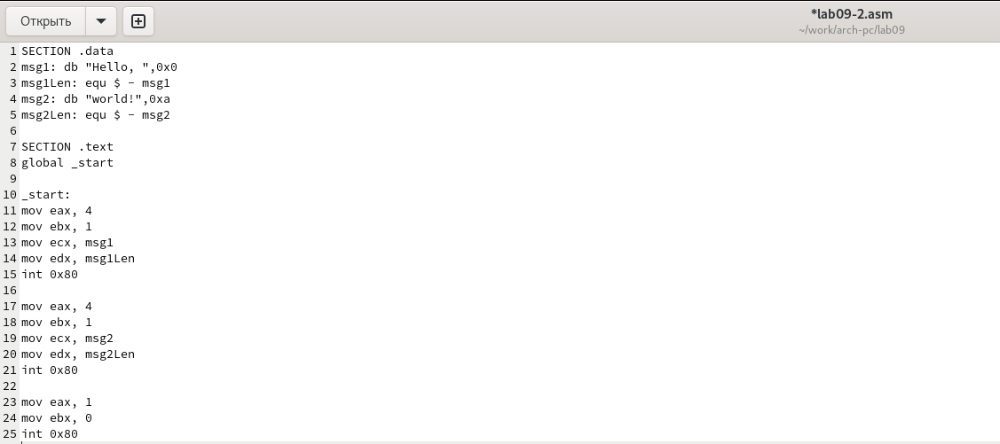 Открыть
*lab09-2.asm
~/work/arch-pc/lab09
1 SECTION .data
2 msg1: db "Hello, ",0x0
3 msg1Len: equ $ - msg1
4 msg2: db "world!",0xa
5 msg2Len: equ $ - msg2
6
7 SECTION .text
8 global _start
9
10 _start:
11 mov eax, 4
12 mov ebx, 1
13 mov ecx, msg1
14 mov edx, msg1Len
15 int 0x80
16
17 mov eax, 4
18 mov ebx, 1
19 mov ecx, msg2
20 mov edx, msg2Len
21 int 0x80
22
23 mov eax, 1
24 mov ebx, 0
25 int 0x80